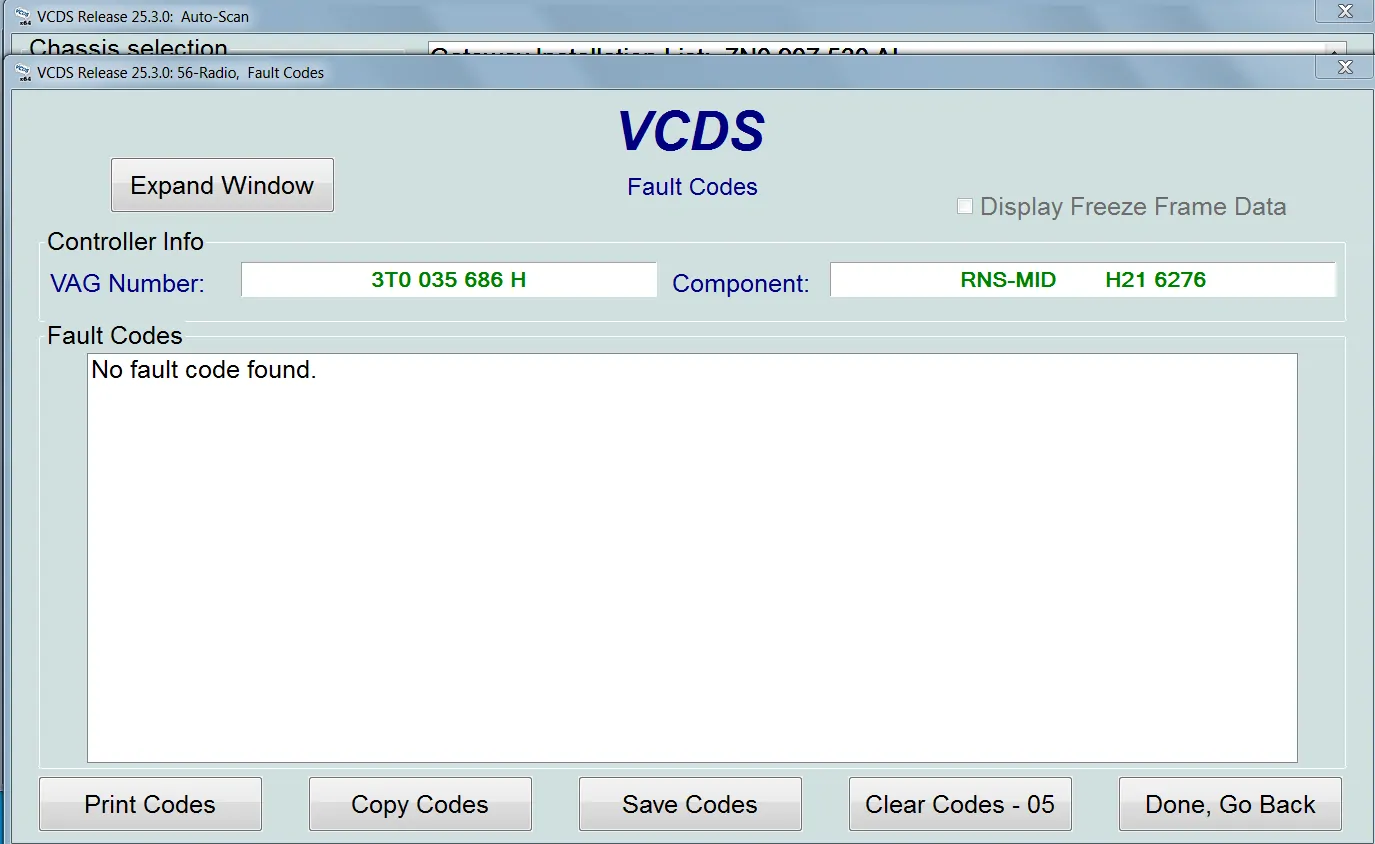 VCDS Release 25.3.0: Auto-Scan
Chassis selection
VCDS Release 25.3.0: 56-Radio, Fault Codes
VCDS
Expand Window
Fault Codes
Display Freeze Frame Data
Controller Info
VAG Number: 3T0 035 686 H Component: RNS-MID H21 6276
Fault Codes
No fault code found.
Print Codes Copy Codes Save Codes Clear Codes - 05 Done, Go Back